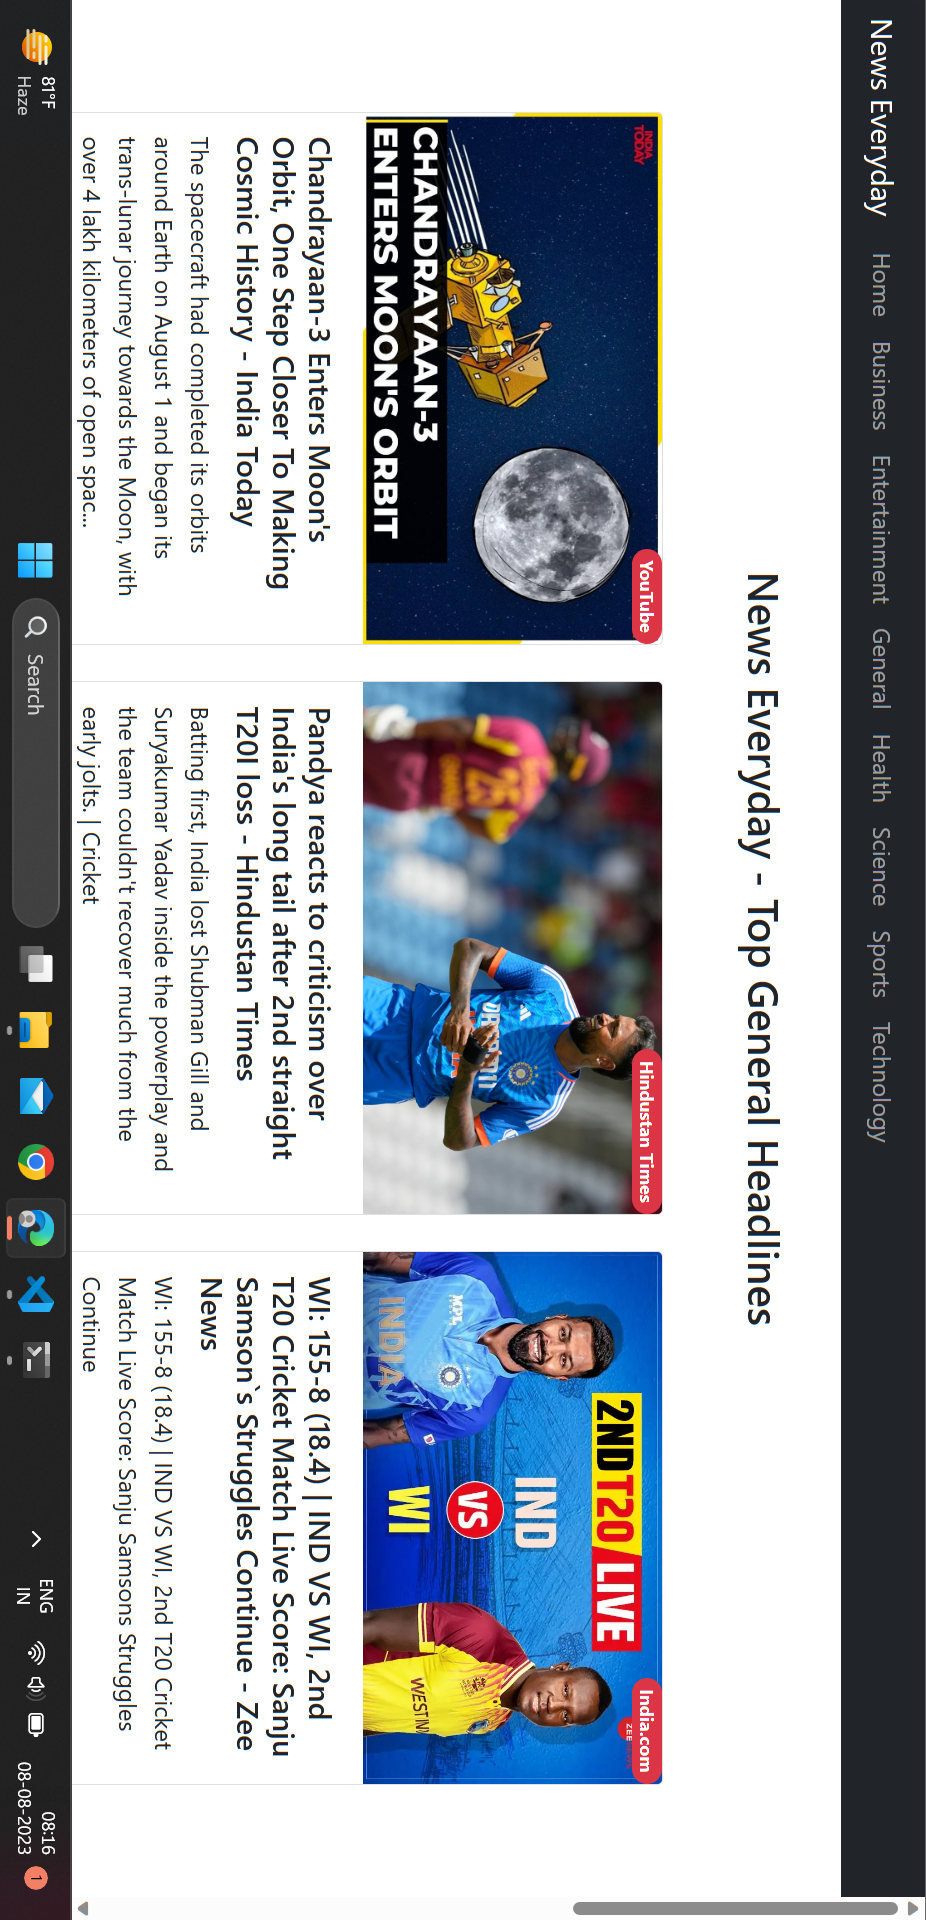 News Everyday Home Business Entertainment General Health Science Sports Technology
News Everyday - Top General Headlines
YouTube
INDIA
TODAY
CHANDRAYAAN-3
ENTERS MOON'S ORBIT
Chandrayaan-3 Enters Moon's
Orbit, One Step Closer To Making
Cosmic History - India Today
The spacecraft had completed its orbits
around Earth on August 1 and began its
trans-lunar journey towards the Moon, with
over 4 lakh kilometers of open spac...
Hindustan Times
Pandya reacts to criticism over
India's long tail after 2nd straight
T20I loss - Hindustan Times
Batting first, India lost Shubman Gill and
Suryakumar Yadav inside the powerplay and
the team couldn't recover much from the
early jolts. | Cricket
India.com
ZEE
2ND T20 LIVE
IND
VS
WI
MPL
INDIA
WI: 155-8 (18.4) | IND VS WI, 2nd
T20 Cricket Match Live Score: Sanju
Samson`s Struggles Continue - Zee
News
WI: 155-8 (18.4) | IND VS WI, 2nd T20 Cricket
Match Live Score: Sanju Samsons Struggles
Continue
81°F
Haze
Search
ENG
IN
08:16
08-08-2023
1